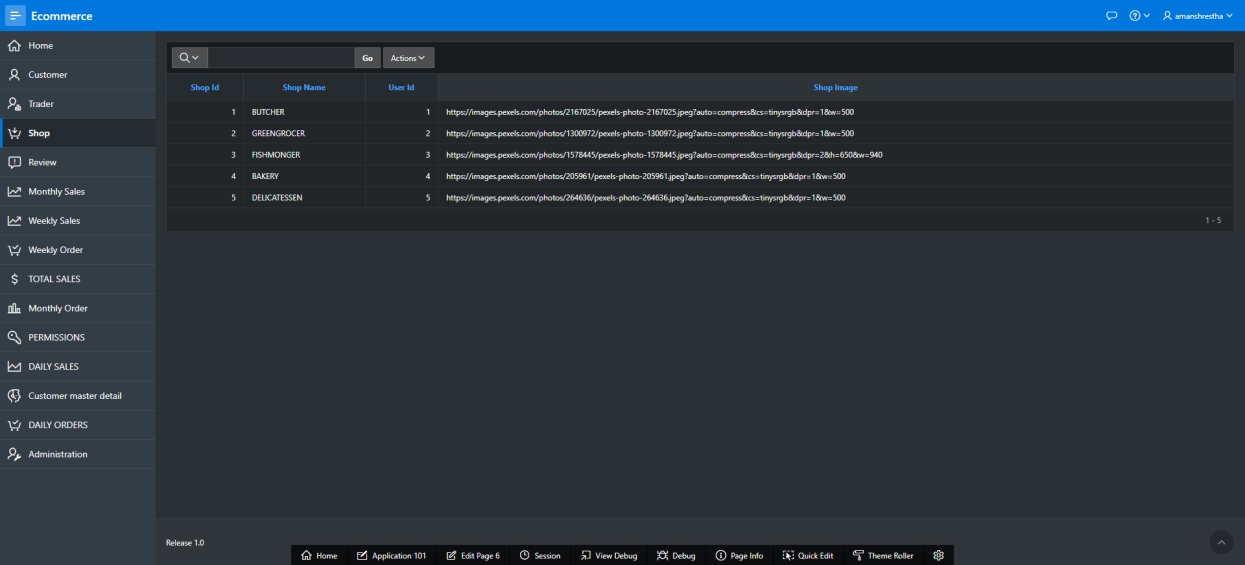 Ecommerce
amanshrestha
Home
Customer
Trader
Shop
Review
Monthly Sales
Weekly Sales
Weekly Order
TOTAL SALES
Monthly Order
PERMISSIONS
DAILY SALES
Customer master detail
DAILY ORDERS
Administration
Go Actions
Shop Id Shop Name User Id Shop Image
1 BUTCHER 1 https://images.pexels.com/photos/2167025/pexels-photo-2167025.jpeg?auto=compress&cs=tinysrgb&dpr=1&w=500
2 GREENGROCER 2 https://images.pexels.com/photos/1300972/pexels-photo-1300972.jpeg?auto=compress&cs=tinysrgb&dpr=1&w=500
3 FISHMONGER 3 https://images.pexels.com/photos/1578445/pexels-photo-1578445.jpeg?auto=compress&cs=tinysrgb&dpr=2&h=650&w=940
4 BAKERY 4 https://images.pexels.com/photos/205961/pexels-photo-205961.jpeg?auto=compress&cs=tinysrgb&dpr=1&w=500
5 DELICATESSEN 5 https://images.pexels.com/photos/264636/pexels-photo-264636.jpeg?auto=compress&cs=tinysrgb&dpr=1&w=500
1 - 5
Release 1.0
Home Application 101 Edit Page 6 Session View Debug Debug Page Info Quick Edit Theme Roller